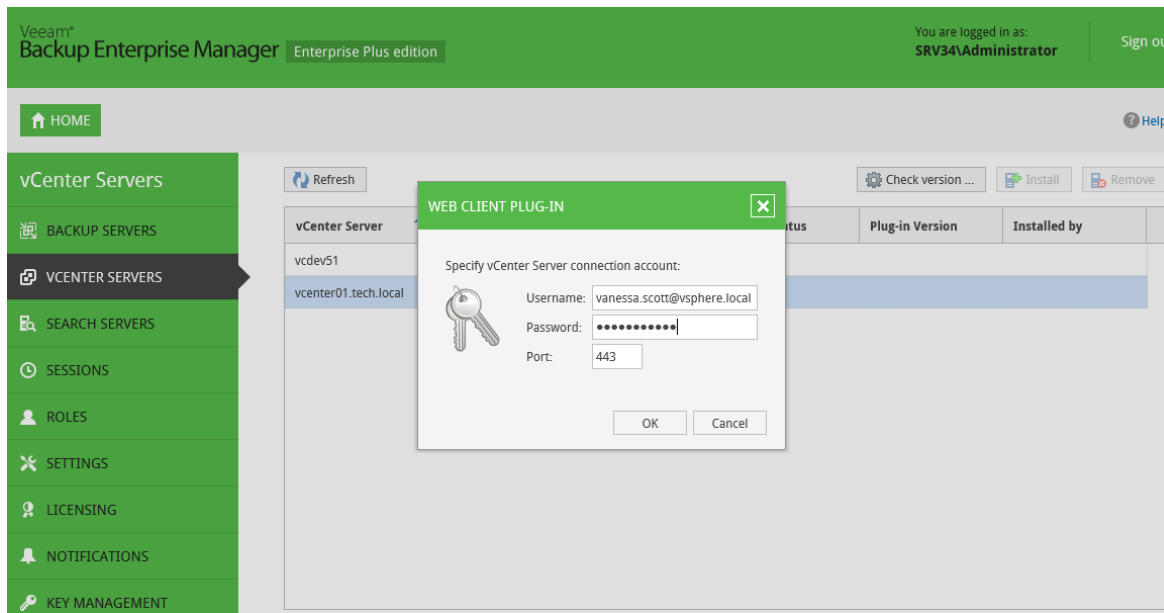 Veeam®
Backup Enterprise Manager Enterprise Plus edition
You are logged in as:
SRV34\Administrator
Sign ou
HOME
Help
vCenter Servers
BACKUP SERVERS
VCENTER SERVERS
SEARCH SERVERS
SESSIONS
ROLES
SETTINGS
LICENSING
NOTIFICATIONS
KEY MANAGEMENT
Refresh
Check version ...
Install
Remove
vCenter Server
tus
Plug-in Version
Installed by
vcdev51
vcenter01.tech.local
WEB CLIENT PLUG-IN
Specify vCenter Server connection account:
Username: vanessa.scott@vsphere.local
Password: •••••••••••
Port: 443
OK
Cancel